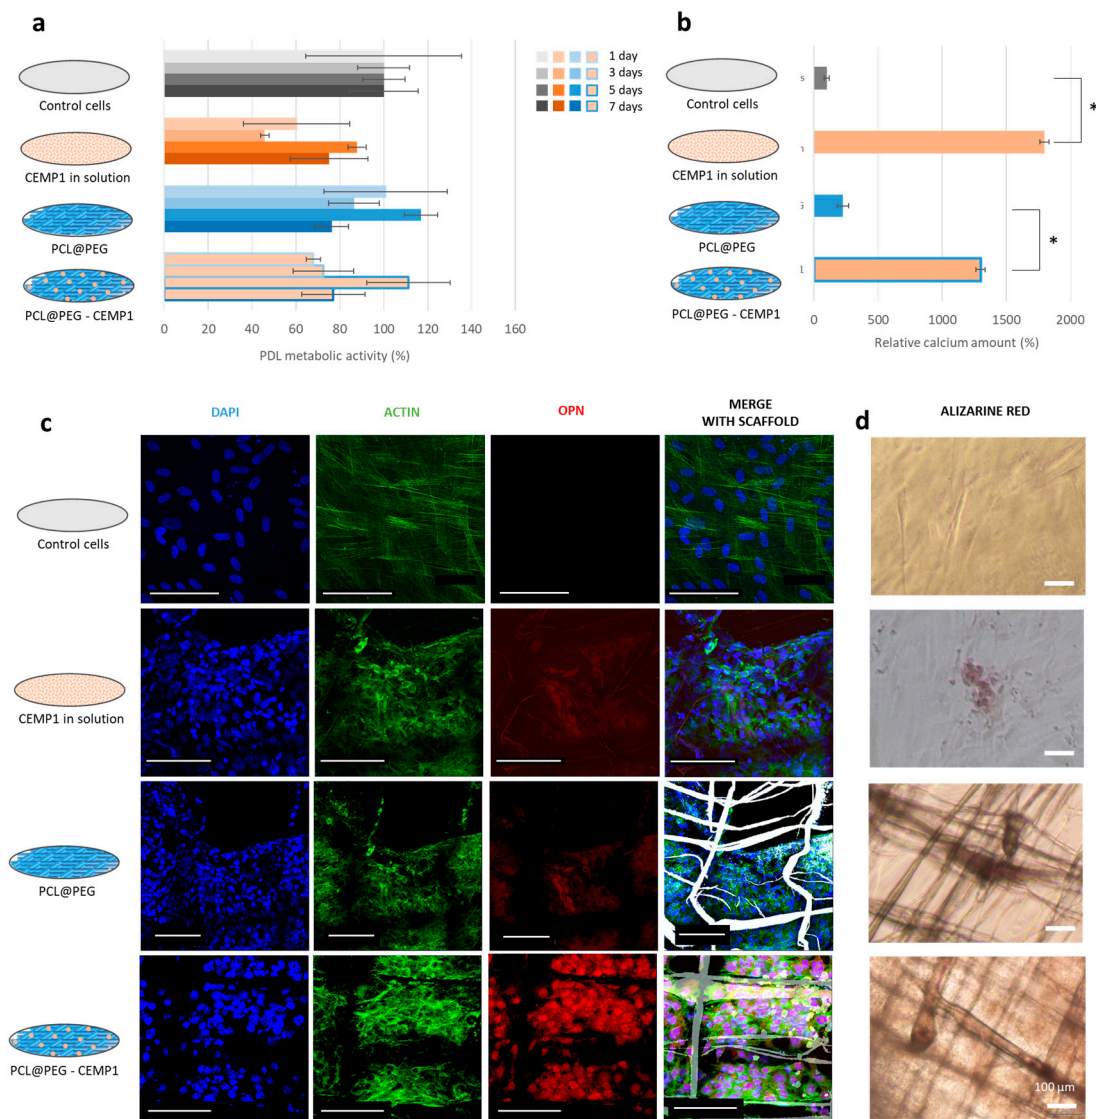 a
Control cells
CEMP1 in solution
PCL@PEG
PCL@PEG - CEMP1
0 20 40 60 80 100 120 140 160
PDL metabolic activity (%)
1 day
3 days
5 days
7 days
b
Control cells
CEMP1 in solution
PCL@PEG
PCL@PEG - CEMP1
s
n
G
1
*
*
0 500 1000 1500 2000
Relative calcium amount (%)
c
DAPI
ACTIN
OPN
MERGE
WITH SCAFFOLD
Control cells
CEMP1 in solution
PCL@PEG
PCL@PEG - CEMP1
d
ALIZARINE RED
100 µm